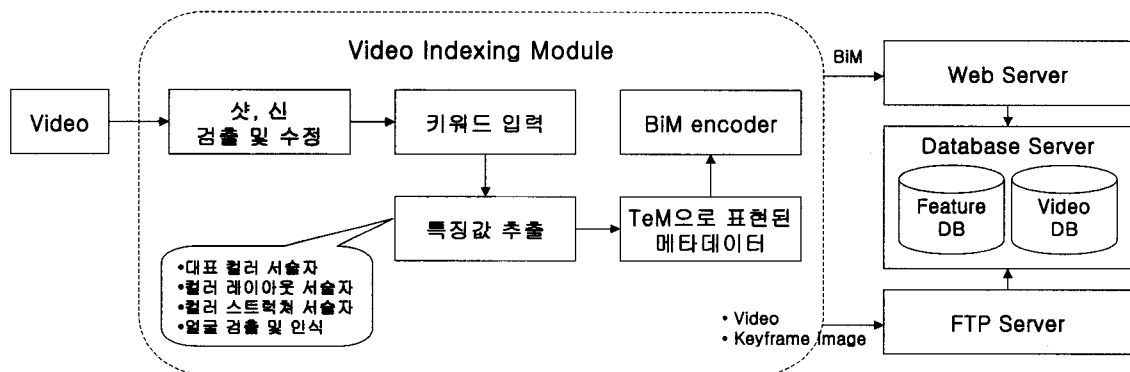 Video Indexing Module
Video
샷, 신
검출 및 수정
키워드 입력
BiM encoder
특징값 추출
TeM으로 표현된
메타데이터
•대표 컬러 서술자
•컬러 레이아웃 서술자
•컬러 스트럭쳐 서술자
•얼굴 검출 및 인식
BiM
Web Server
Database Server
Feature
DB
Video
DB
• Video
• Keyframe Image
FTP Server